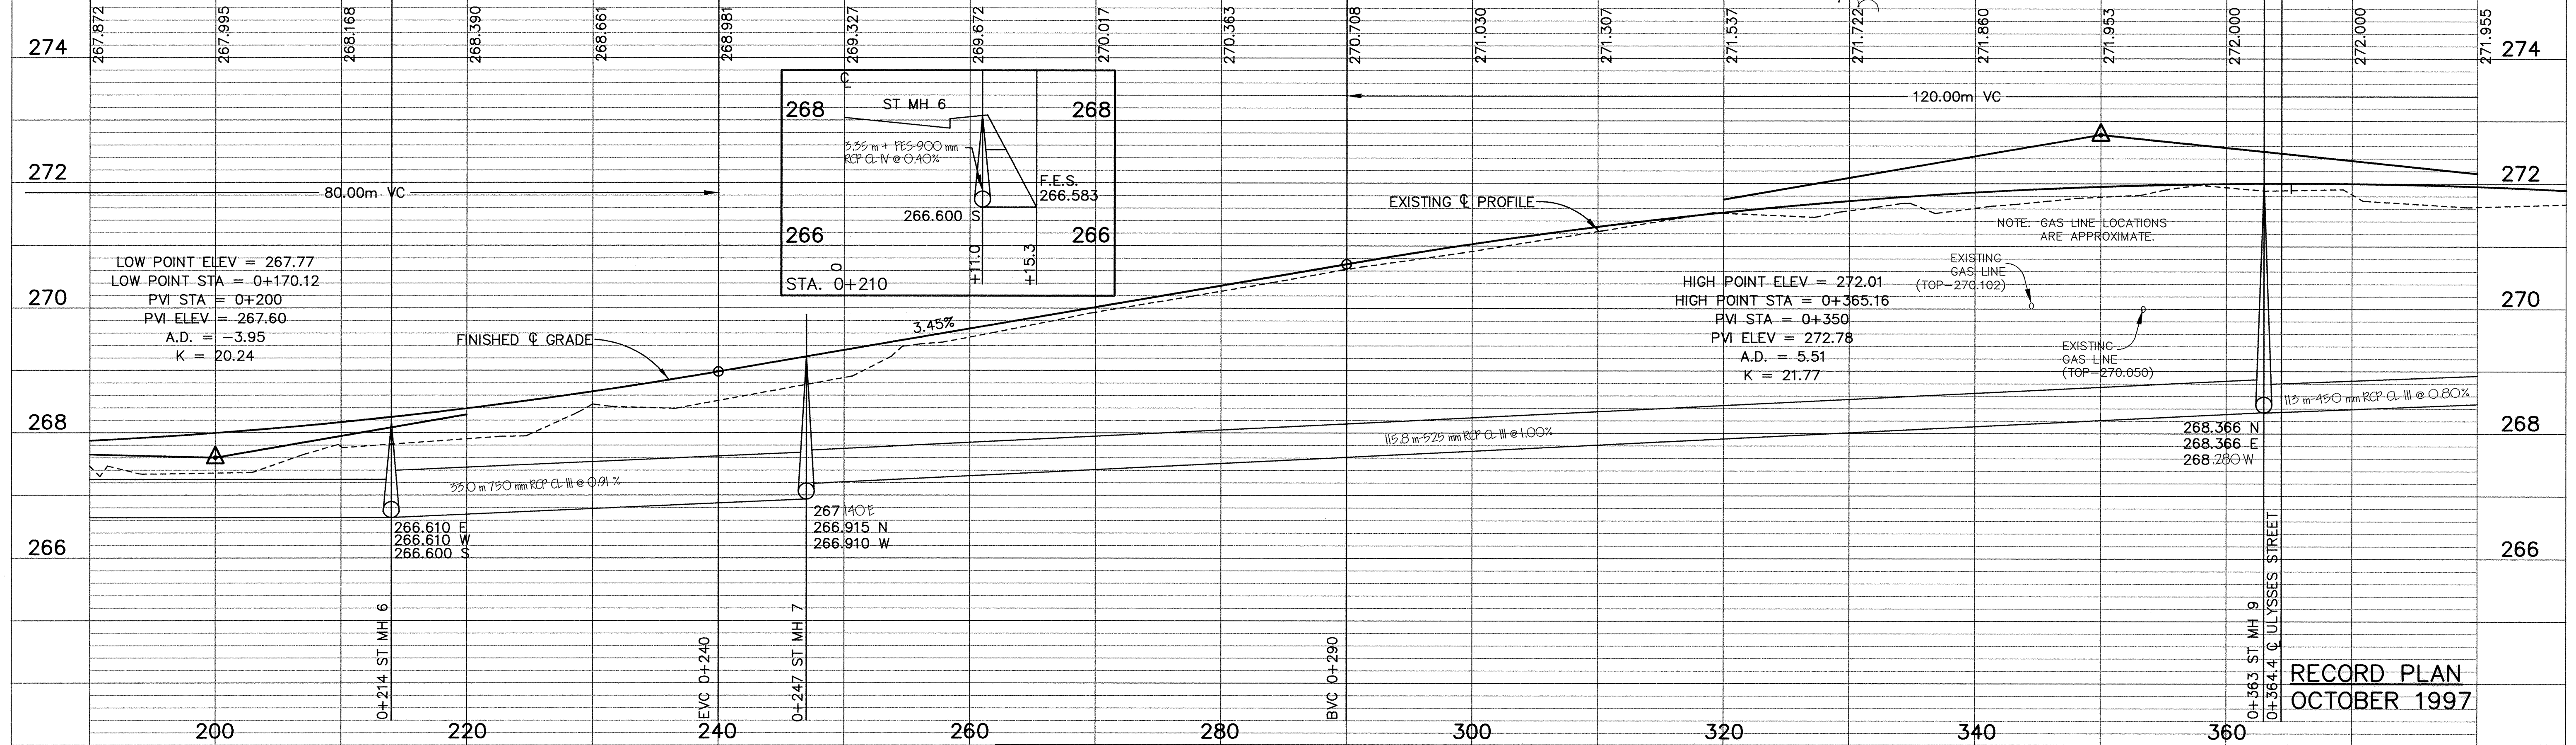 267.872
267.995
268.168
268.390
268.661
268.981
269.327
269.672
270.017
270.363
270.708
271.030
271.307
271.537
271.722
271.860
271.953
272.000
272.000
271.955
274
274
℄
268
ST MH 6
268
120.00m VC
3.35 m + FES-900 mm
RCP CL IV @ 0.40%
272
272
80.00m VC
F.E.S.
266.583
266.600 S
EXISTING ℄ PROFILE
NOTE: GAS LINE LOCATIONS
ARE APPROXIMATE.
266
266
0
+11.0
+15.3
STA. 0+210
LOW POINT ELEV = 267.77
LOW POINT STA = 0+170.12
PVI STA = 0+200
PVI ELEV = 267.60
A.D. = -3.95
K = 20.24
EXISTING
GAS LINE
(TOP-270.102)
HIGH POINT ELEV = 272.01
HIGH POINT STA = 0+365.16
PVI STA = 0+350
PVI ELEV = 272.78
A.D. = 5.51
K = 21.77
270
270
3.45%
FINISHED ℄ GRADE
EXISTING
GAS LINE
(TOP-270.050)
113 m-450 mm RCP CL III @ 0.80%
268
268
115.8 m-525 mm RCP CL III @ 1.00%
268.366 N
268.366 E
268.280 W
33.0 m 750 mm RCP CL III @ 0.91 %
267.140 E
266.915 N
266.910 W
266.610 E
266.610 W
266.600 S
266
266
0+214 ST MH 6
EVC 0+240
0+247 ST MH 7
BVC 0+290
0+363 ST MH 9
0+364.4 ℄ ULYSSES STREET
RECORD PLAN
OCTOBER 1997
200
220
240
260
280
300
320
340
360